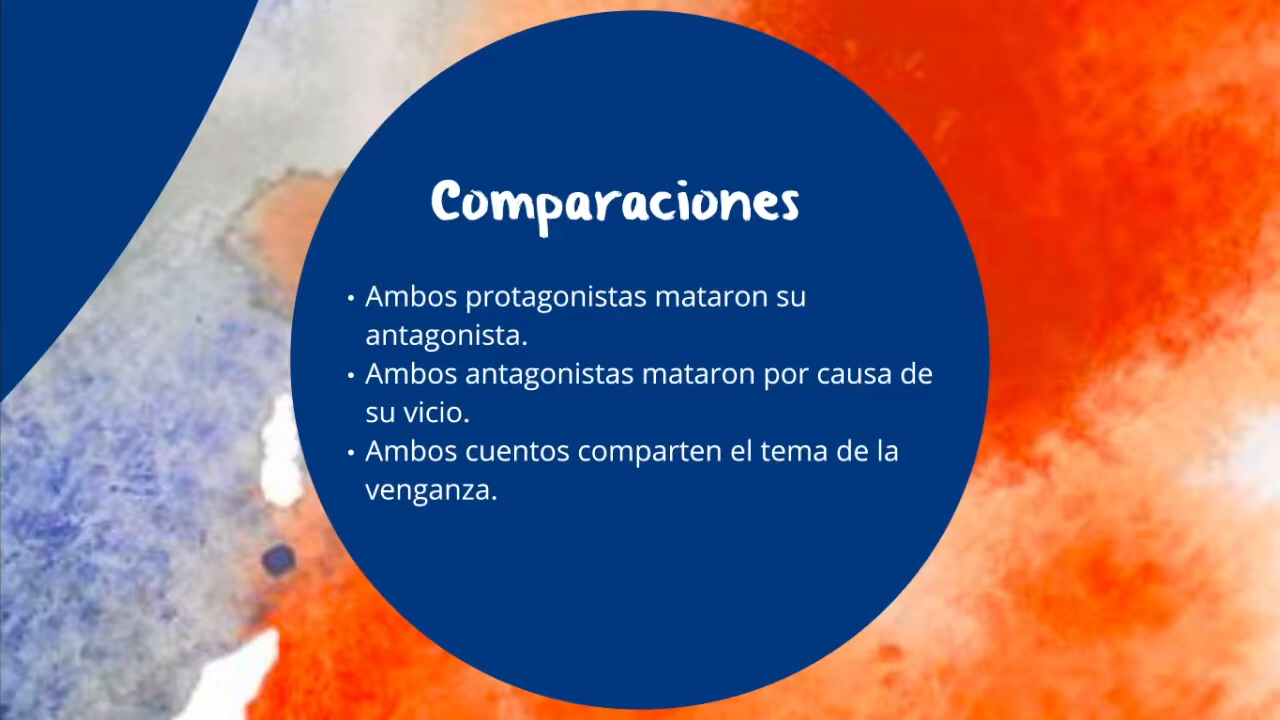 Comparaciones
• Ambos protagonistas mataron su
antagonista.
• Ambos antagonistas mataron por causa de
su vicio.
• Ambos cuentos comparten el tema de la
venganza.